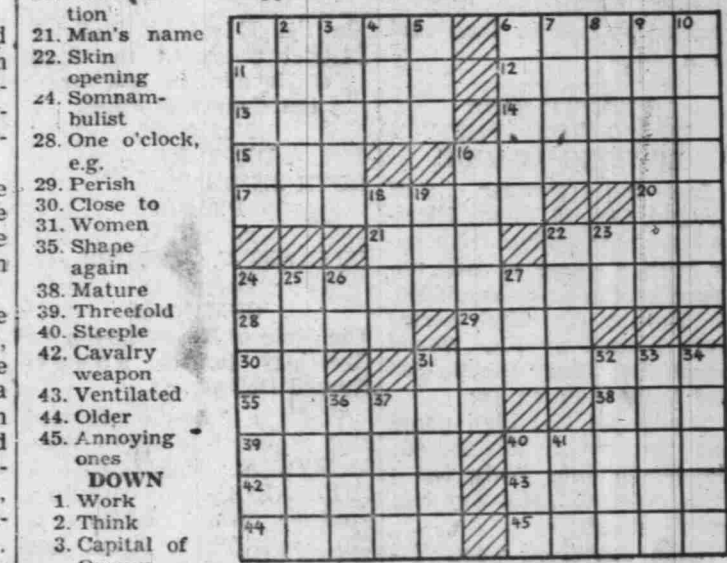 tion
21. Man's name
22. Skin
opening
24. Somnam-
bulist
28. One o'clock,
e.g.
29. Perish
30. Close to
31. Women
35. Shape
again
38. Mature
39. Threefold
40. Steeple
42. Cavalry
weapon
43. Ventilated
44. Older
45. Annoying
ones
DOWN
1. Work
2. Think
3. Capital of
1 2 3 4 5 6 7 8 9 10
11 12
13 14
15 16
17 18 19 20
21 22 23
24 25 26 27
28 29
30 31 32 33 34
35 36 37 38
39 40 41
42 43
44 45